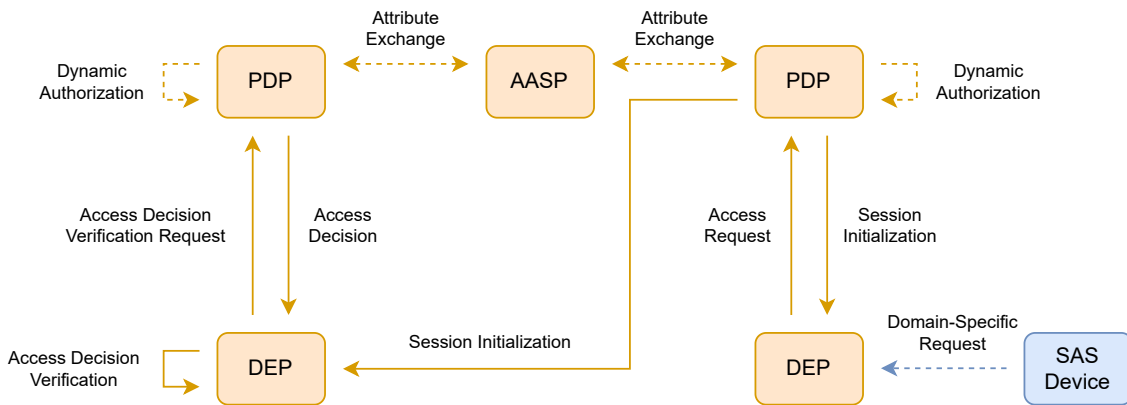 Attribute
Exchange
Attribute
Exchange
Dynamic
Authorization
PDP
AASP
PDP
Dynamic
Authorization
Access Decision
Verification Request
Access
Decision
Access
Request
Session
Initialization
Access Decision
Verification
DEP
Session Initialization
DEP
Domain-Specific
Request
SAS
Device